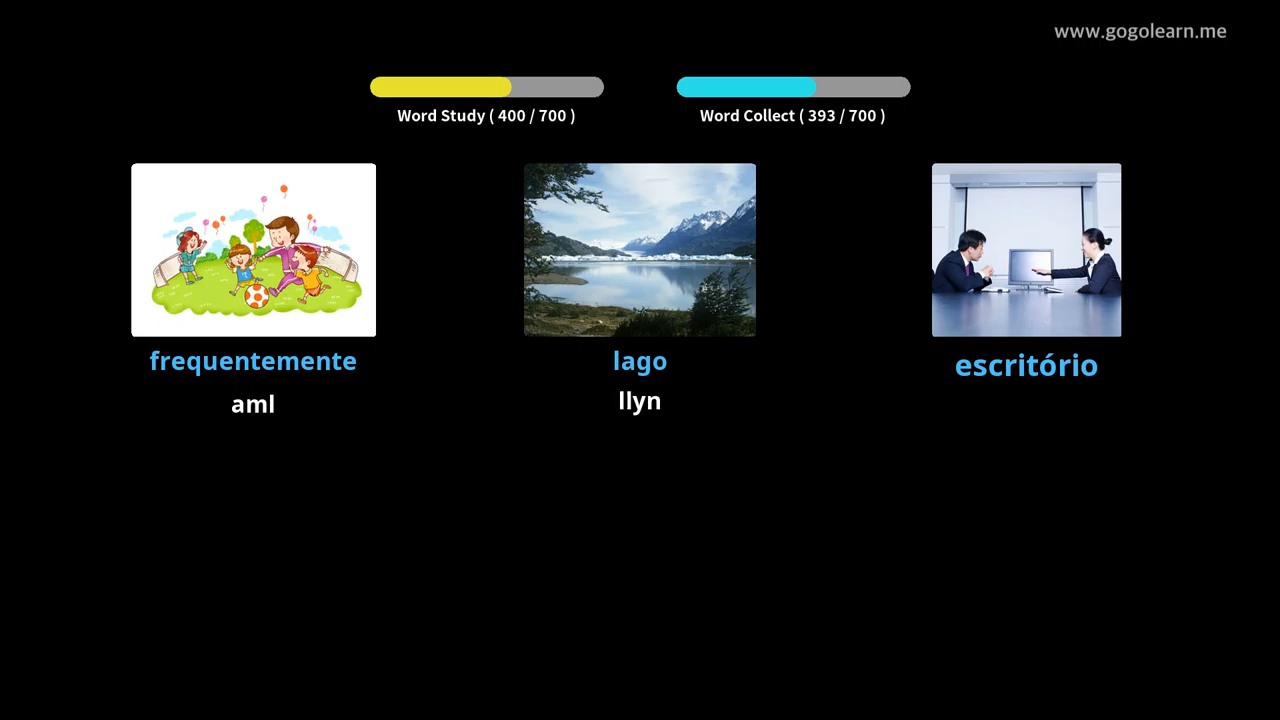 www.gogolearn.me
Word Study ( 400 / 700 )
Word Collect ( 393 / 700 )
frequentemente
aml
lago
llyn
escritório